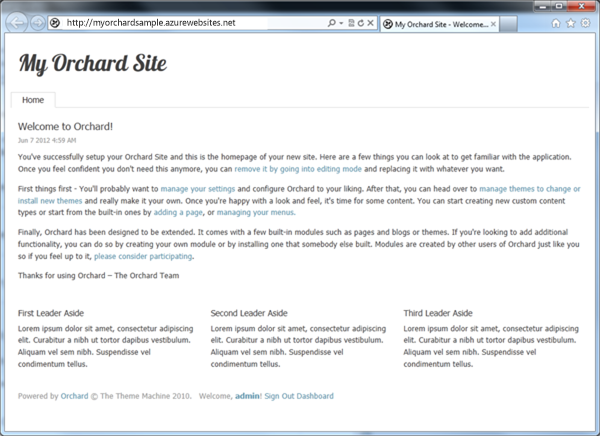 http://myorchardsample.azurewebsites.net
My Orchard Site - Welcome...
My Orchard Site
Home
Welcome to Orchard!
Jun 7 2012 4:59 AM
You've successfully setup your Orchard Site and this is the homepage of your new site. Here are a few things you can look at to get familiar with the application.
Once you feel confident you don't need this anymore, you can remove it by going into editing mode and replacing it with whatever you want.
First things first - You'll probably want to manage your settings and configure Orchard to your liking. After that, you can head over to manage themes to change or
install new themes and really make it your own. Once you're happy with a look and feel, it's time for some content. You can start creating new custom content
types or start from the built-in ones by adding a page, or managing your menus.
Finally, Orchard has been designed to be extended. It comes with a few built-in modules such as pages and blogs or themes. If you're looking to add additional
functionality, you can do so by creating your own module or by installing one that somebody else built. Modules are created by other users of Orchard just like you
so if you feel up to it, please consider participating.
Thanks for using Orchard – The Orchard Team
First Leader Aside
Lorem ipsum dolor sit amet, consectetur adipiscing
elit. Curabitur a nibh ut tortor dapibus vestibulum.
Aliquam vel sem nibh. Suspendisse vel
condimentum tellus.
Second Leader Aside
Lorem ipsum dolor sit amet, consectetur adipiscing
elit. Curabitur a nibh ut tortor dapibus vestibulum.
Aliquam vel sem nibh. Suspendisse vel
condimentum tellus.
Third Leader Aside
Lorem ipsum dolor sit amet, consectetur adipiscing
elit. Curabitur a nibh ut tortor dapibus vestibulum.
Aliquam vel sem nibh. Suspendisse vel
condimentum tellus.
Powered by Orchard © The Theme Machine 2010. Welcome, admin! Sign Out Dashboard